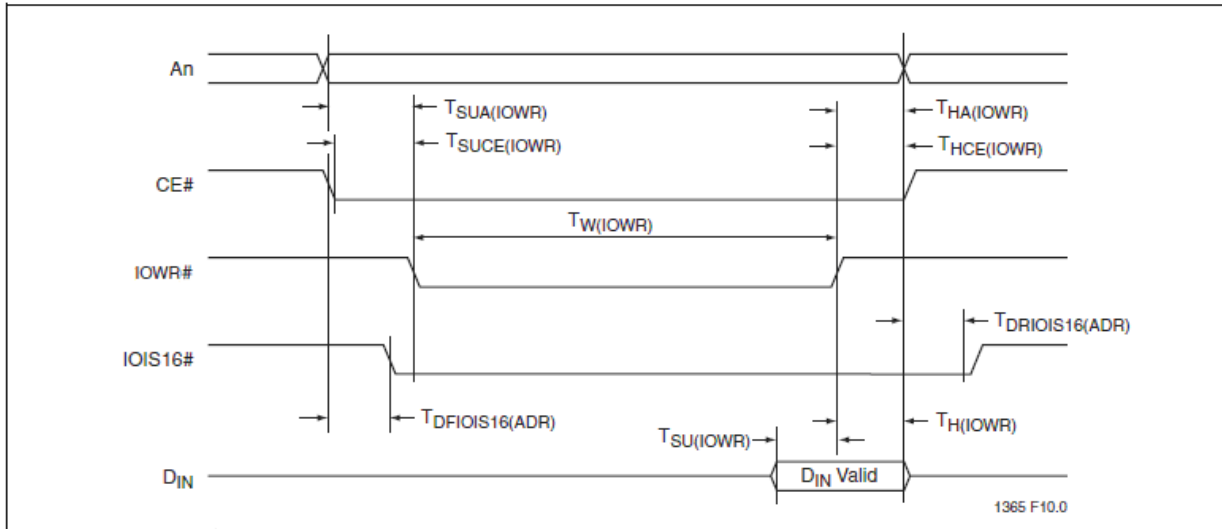 An
TSUA(IOWR)
THA(IOWR)
TSUCE(IOWR)
THCE(IOWR)
CE#
TW(IOWR)
IOWR#
TDRIOIS16(ADR)
IOIS16#
TDFIOIS16(ADR)
TH(IOWR)
TSU(IOWR)
DIN
DIN Valid
1365 F10.0